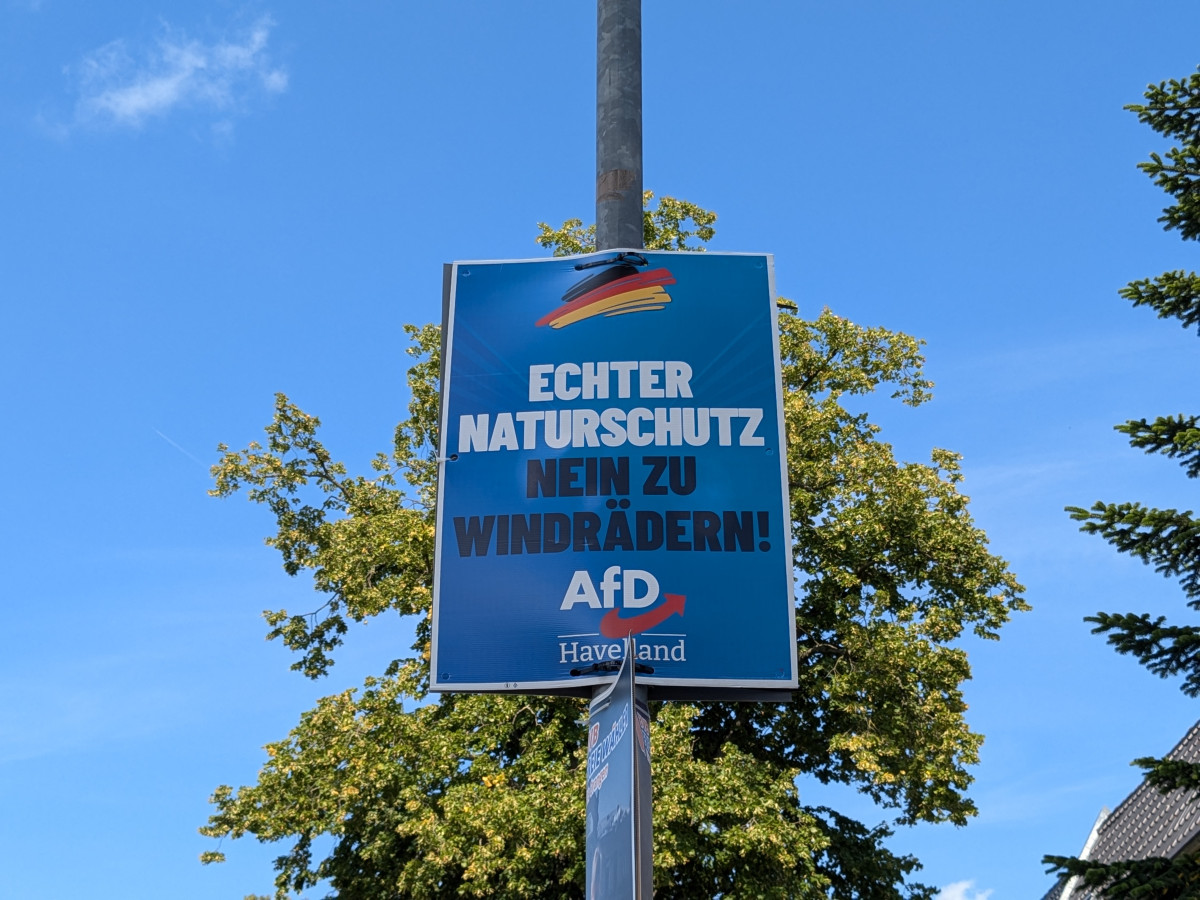 ECHTER
NATURSCHUTZ
NEIN ZU
WINDRÄDERN!
AfD
Havelland